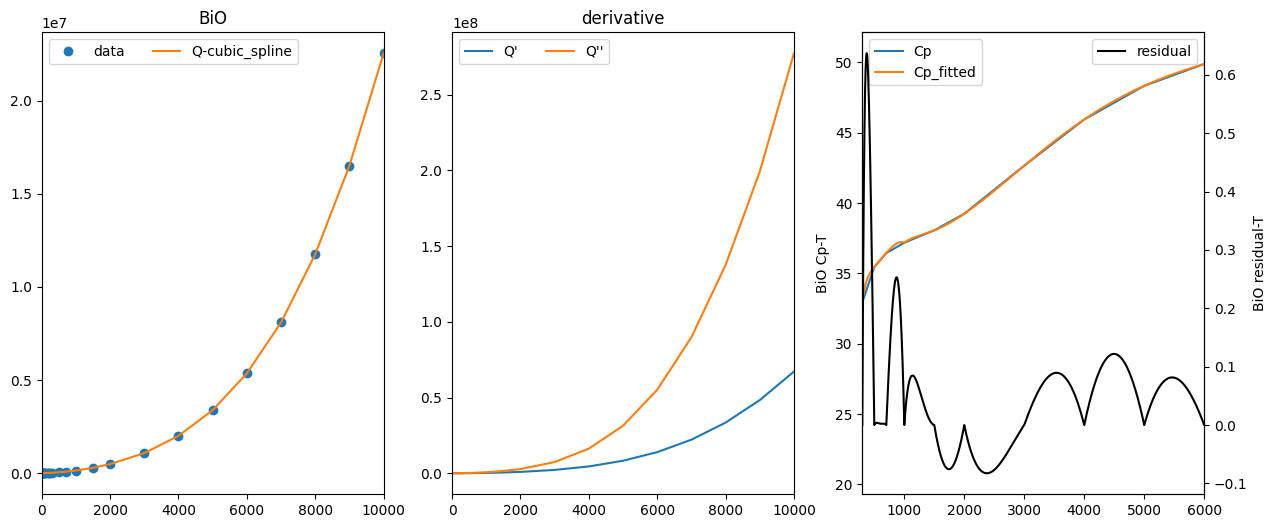 BiO
1e7
data
Q-cubic_spline
2.0
1.5
1.0
0.5
0.0
0 2000 4000 6000 8000 10000
derivative
1e8
Q'
Q''
2.5
2.0
1.5
1.0
0.5
0.0
0 2000 4000 6000 8000 10000
Cp
Cp_fitted
residual
BiO Cp-T
50
45
40
35
30
25
20
1000 2000 3000 4000 5000 6000
0.6
0.5
0.4
0.3
0.2
0.1
0.0
−0.1
BiO residual-T